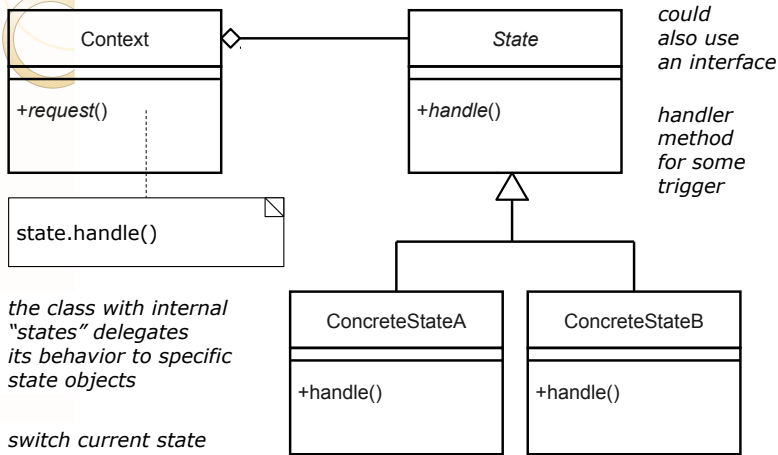 Context
+request()
state.handle()
State
+handle()
could
also use
an interface
handler
method
for some
trigger
the class with internal
“states” delegates
its behavior to specific
state objects
switch current state
ConcreteStateA
+handle()
ConcreteStateB
+handle()